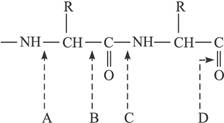 R R
—NH—CH—C—NH—CH—C
O O
A B C D